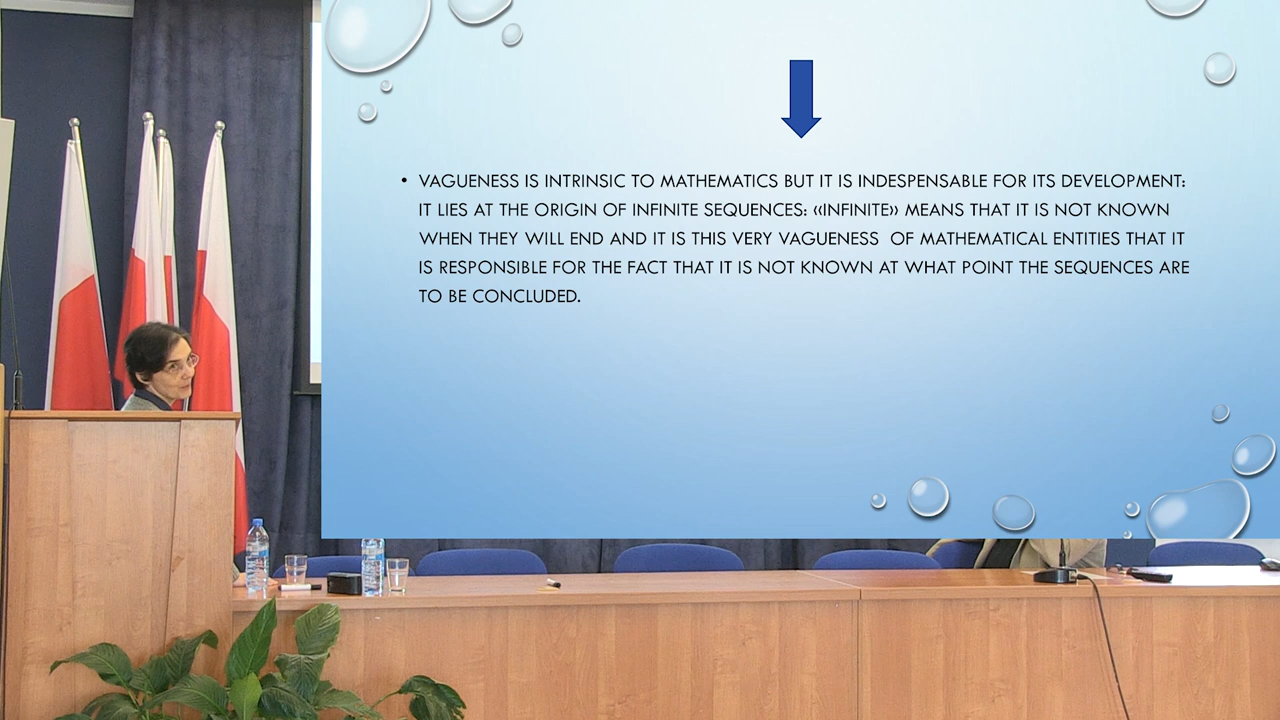 • VAGUENESS IS INTRINSIC TO MATHEMATICS BUT IT IS INDESPENSABLE FOR ITS DEVELOPMENT:
IT LIES AT THE ORIGIN OF INFINITE SEQUENCES: «INFINITE» MEANS THAT IT IS NOT KNOWN
WHEN THEY WILL END AND IT IS THIS VERY VAGUENESS OF MATHEMATICAL ENTITIES THAT IT
IS RESPONSIBLE FOR THE FACT THAT IT IS NOT KNOWN AT WHAT POINT THE SEQUENCES ARE
TO BE CONCLUDED.